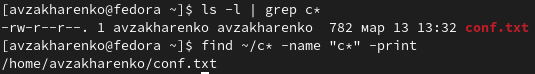 [avzakharenko@fedora ~]$ ls -l | grep c*
-rw-r--r--. 1 avzakharenko avzakharenko  782 мар 13 13:32 conf.txt
[avzakharenko@fedora ~]$ find ~/c* -name "c*" -print
/home/avzakharenko/conf.txt